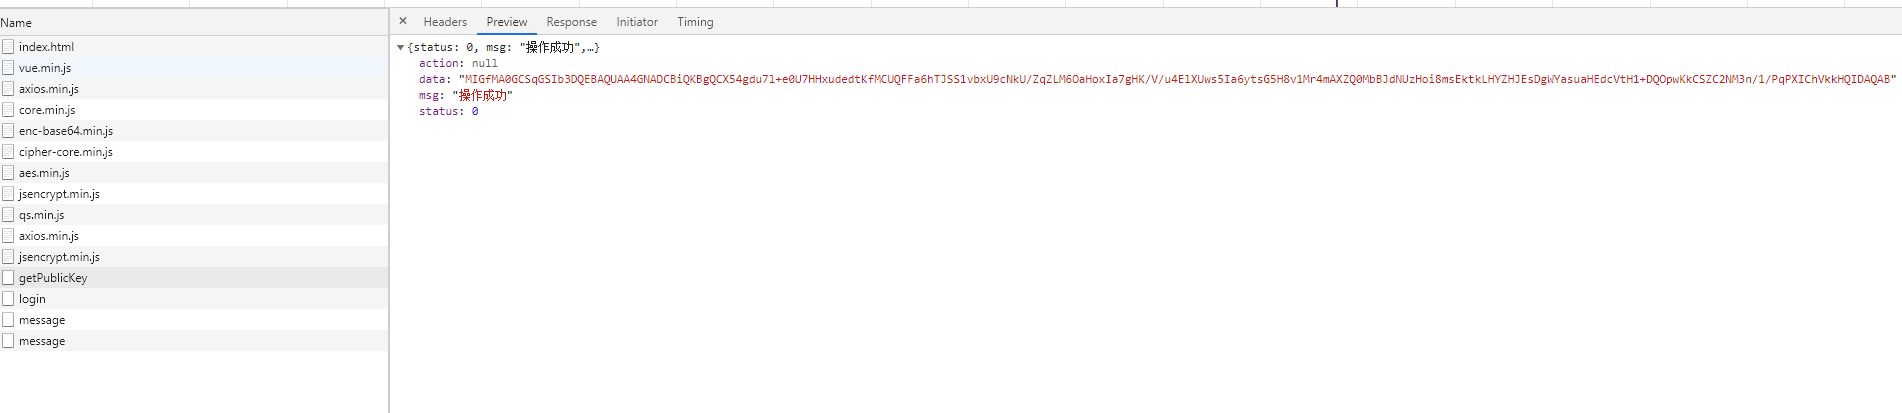 Name
index.html
vue.min.js
axios.min.js
core.min.js
enc-base64.min.js
cipher-core.min.js
aes.min.js
jsencrypt.min.js
qs.min.js
axios.min.js
jsencrypt.min.js
getPublicKey
login
message
message
× Headers Preview Response Initiator Timing
▼{status: 0, msg: "操作成功",…}
action: null
data: "MIGfMA0GCSqGSIb3DQEBAQUAA4GNADCBiQKBgQCX54gdu7l+e0U7HHxudedtKfMCUQFFa6hTJSS1vbxU9cNkU/ZqZLM6OaHoxIa7gHK/V/u4ElXUws5Ia6ytsG5H8v1Mr4mAXZQ0MbBJdNUzHoi8msEktkLHYZHJEsDgWYasuaHEdcVtH1+DQOpwKkCSZC2NM3n/1/PqPXIChVkkHQIDAQAB"
msg: "操作成功"
status: 0